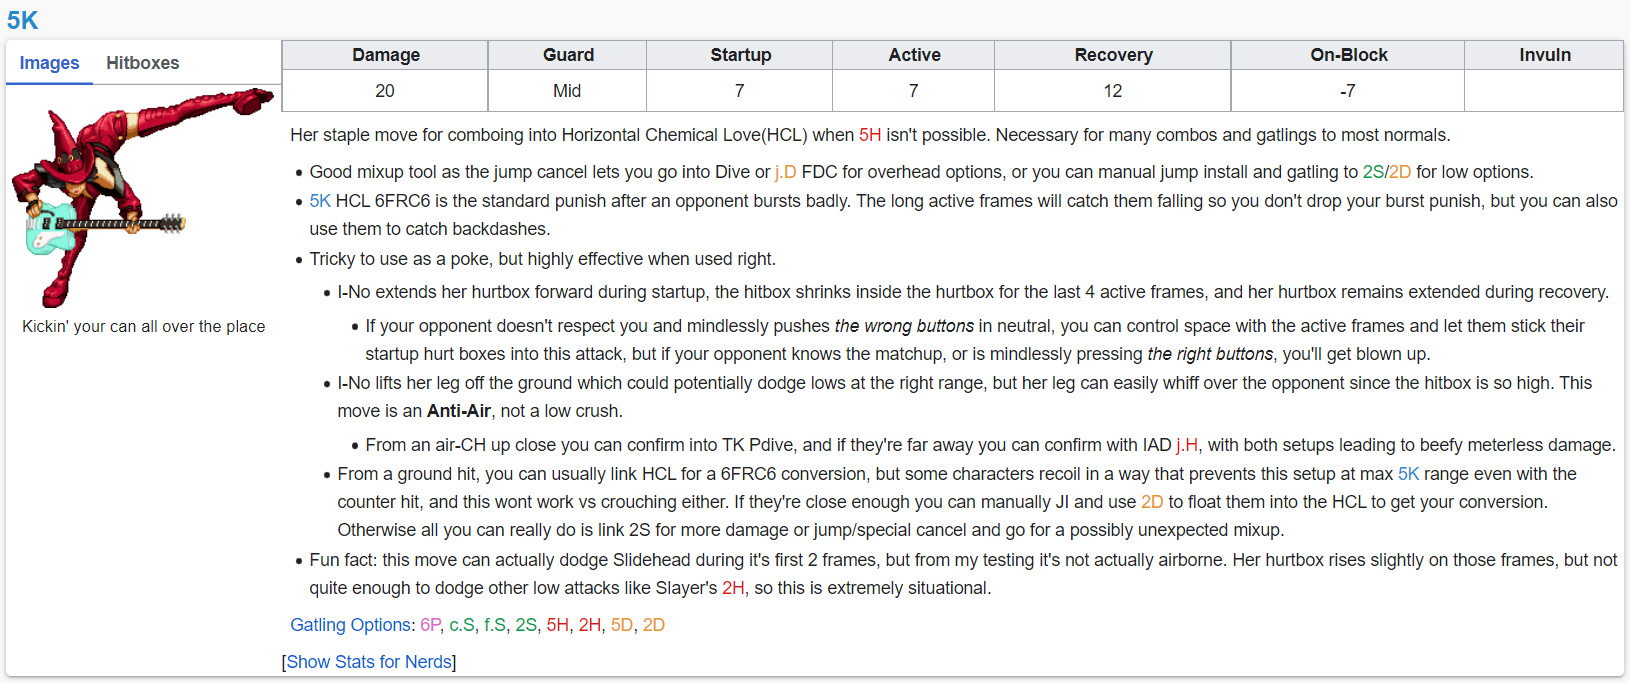 5K
Images Hitboxes
Damage Guard Startup Active Recovery On-Block Invuln
20 Mid 7 7 12 -7
Kickin' your can all over the place
Her staple move for comboing into Horizontal Chemical Love(HCL) when 5H isn't possible. Necessary for many combos and gatlings to most normals.
• Good mixup tool as the jump cancel lets you go into Dive or j.D FDC for overhead options, or you can manual jump install and gatling to 2S/2D for low options.
• 5K HCL 6FRC6 is the standard punish after an opponent bursts badly. The long active frames will catch them falling so you don't drop your burst punish, but you can also
use them to catch backdashes.
• Tricky to use as a poke, but highly effective when used right.
• I-No extends her hurtbox forward during startup, the hitbox shrinks inside the hurtbox for the last 4 active frames, and her hurtbox remains extended during recovery.
• If your opponent doesn't respect you and mindlessly pushes the wrong buttons in neutral, you can control space with the active frames and let them stick their
startup hurt boxes into this attack, but if your opponent knows the matchup, or is mindlessly pressing the right buttons, you'll get blown up.
• I-No lifts her leg off the ground which could potentially dodge lows at the right range, but her leg can easily whiff over the opponent since the hitbox is so high. This
move is an Anti-Air, not a low crush.
• From an air-CH up close you can confirm into TK Pdive, and if they're far away you can confirm with IAD j.H, with both setups leading to beefy meterless damage.
• From a ground hit, you can usually link HCL for a 6FRC6 conversion, but some characters recoil in a way that prevents this setup at max 5K range even with the
counter hit, and this wont work vs crouching either. If they're close enough you can manually JI and use 2D to float them into the HCL to get your conversion.
Otherwise all you can really do is link 2S for more damage or jump/special cancel and go for a possibly unexpected mixup.
• Fun fact: this move can actually dodge Slidehead during it's first 2 frames, but from my testing it's not actually airborne. Her hurtbox rises slightly on those frames, but not
quite enough to dodge other low attacks like Slayer's 2H, so this is extremely situational.
Gatling Options: 6P, c.S, f.S, 2S, 5H, 2H, 5D, 2D
[Show Stats for Nerds]